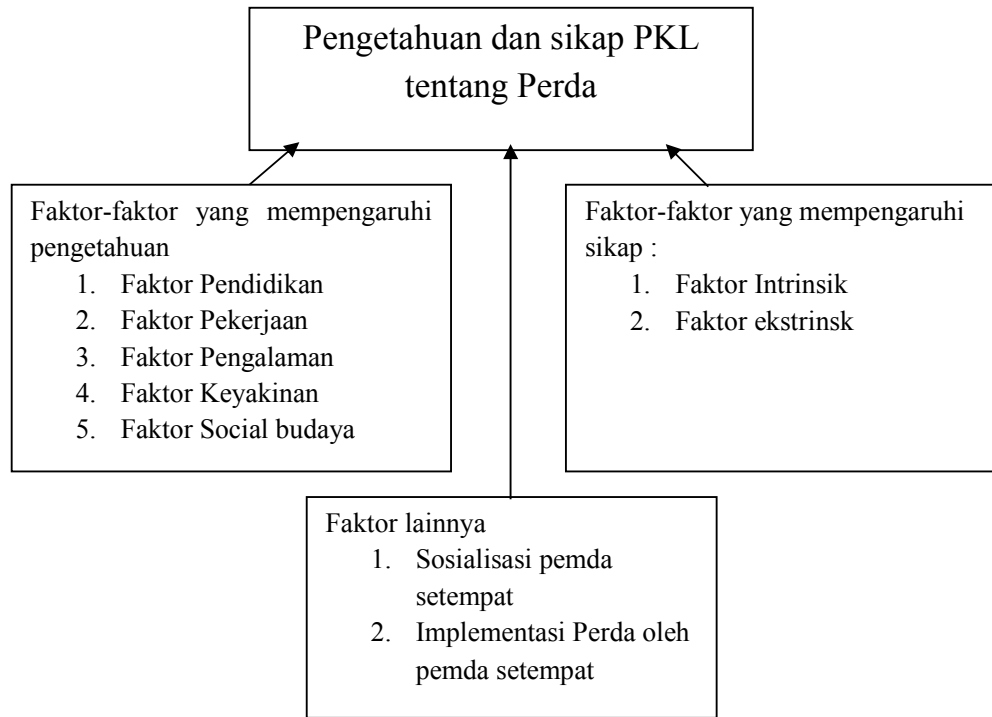 Pengetahuan dan sikap PKL
tentang Perda
Faktor-faktor yang mempengaruhi
pengetahuan
1. Faktor Pendidikan
2. Faktor Pekerjaan
3. Faktor Pengalaman
4. Faktor Keyakinan
5. Faktor Social budaya
Faktor-faktor yang mempengaruhi
sikap :
1. Faktor Intrinsik
2. Faktor ekstrinsk
Faktor lainnya
1. Sosialisasi pemda
setempat
2. Implementasi Perda oleh
pemda setempat